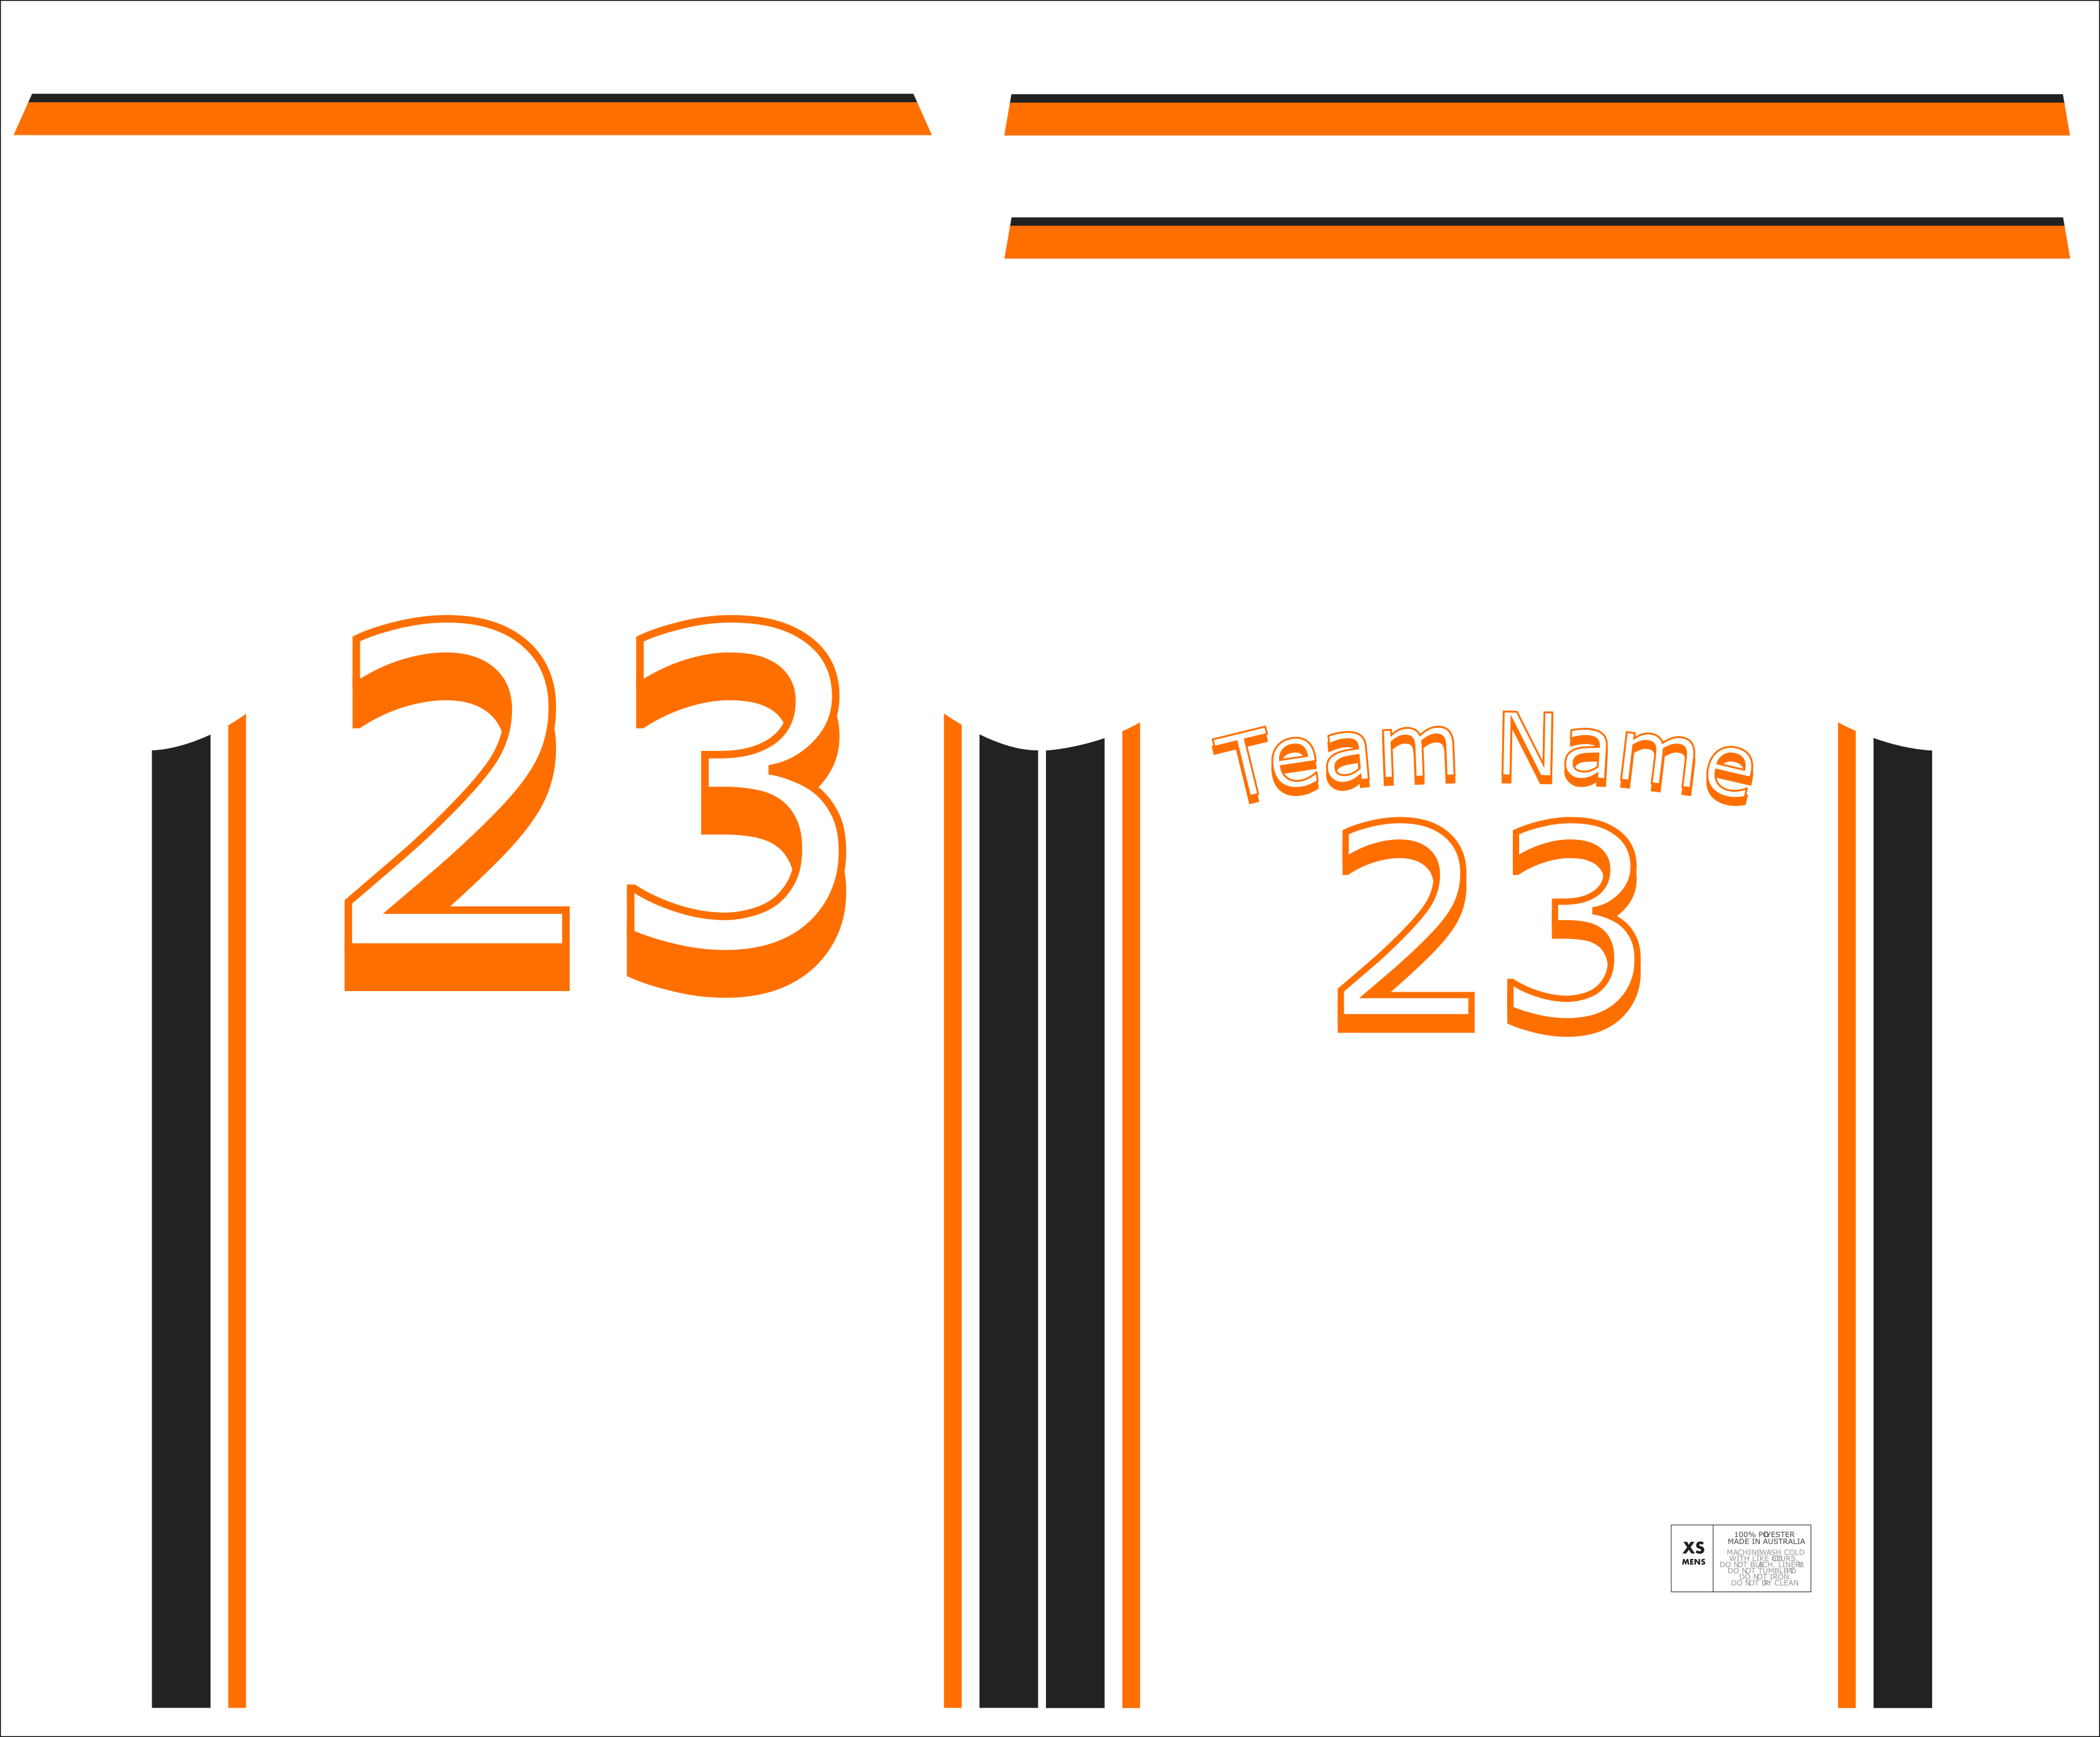 23
Team Name
23
XS
MENS
100% POLYESTER
MADE IN AUSTRALIA
MACHINE WASH COLD
WITH LIKE COLOURS.
DO NOT BLEACH. LINE DRY.
DO NOT TUMBLE DRY.
DO NOT IRON.
DO NOT DRY CLEAN